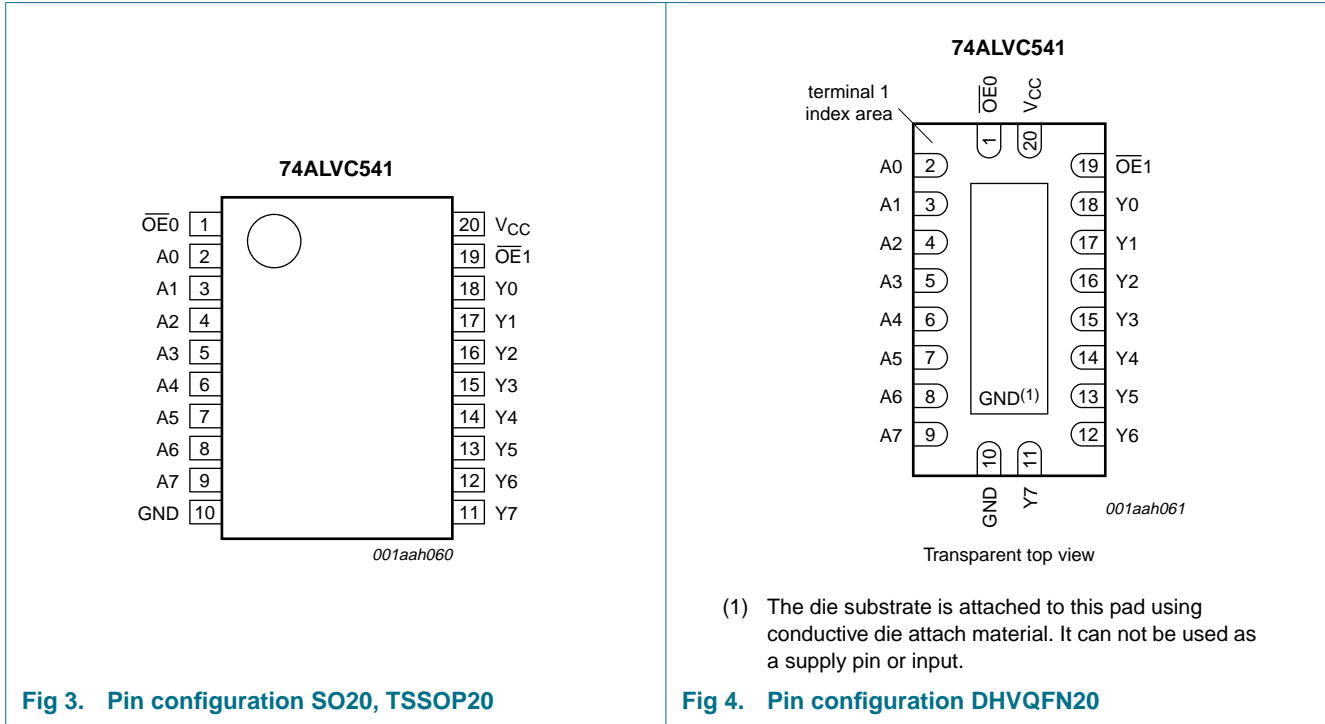 74ALVC541
O̅E̅0 1 20 VCC
A0 2 19 O̅E̅1
A1 3 18 Y0
A2 4 17 Y1
A3 5 16 Y2
A4 6 15 Y3
A5 7 14 Y4
A6 8 13 Y5
A7 9 12 Y6
GND 10 11 Y7
001aah060
Fig 3. Pin configuration SO20, TSSOP20
74ALVC541
terminal 1
index area
O̅E̅0 VCC
1 20
A0 2 19 O̅E̅1
A1 3 18 Y0
A2 4 17 Y1
A3 5 16 Y2
A4 6 15 Y3
A5 7 14 Y4
A6 8 GND(1) 13 Y5
A7 9 12 Y6
10 11
GND Y7
001aah061
Transparent top view
(1) The die substrate is attached to this pad using
conductive die attach material. It can not be used as
a supply pin or input.
Fig 4. Pin configuration DHVQFN20